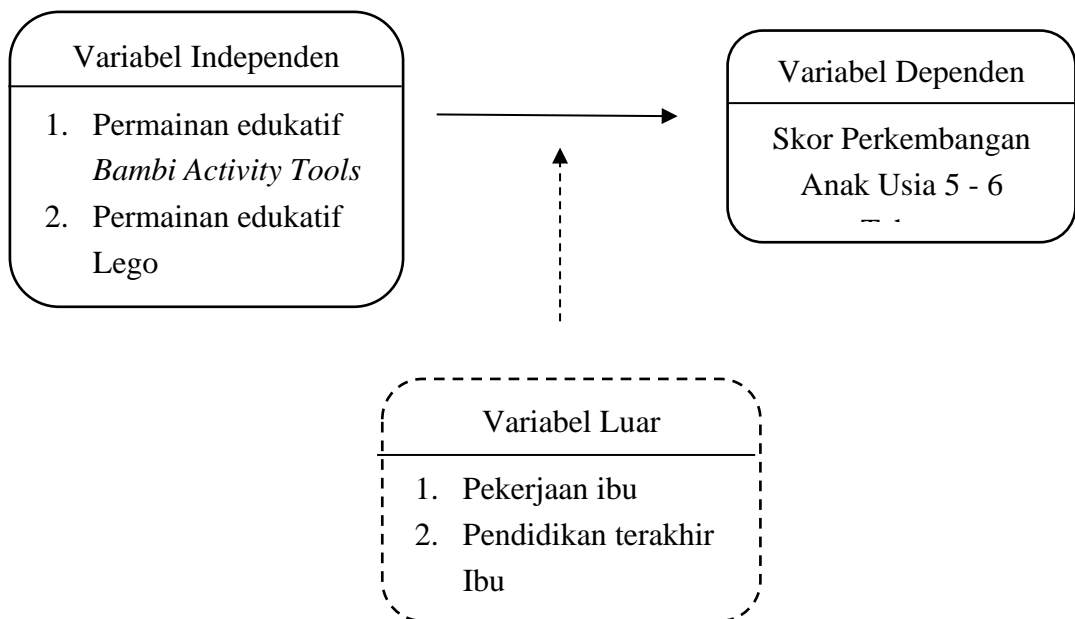 Variabel Independen
1. Permainan edukatif
Bambi Activity Tools
2. Permainan edukatif
Lego
Variabel Dependen
Skor Perkembangan
Anak Usia 5 - 6
Variabel Luar
1. Pekerjaan ibu
2. Pendidikan terakhir
Ibu